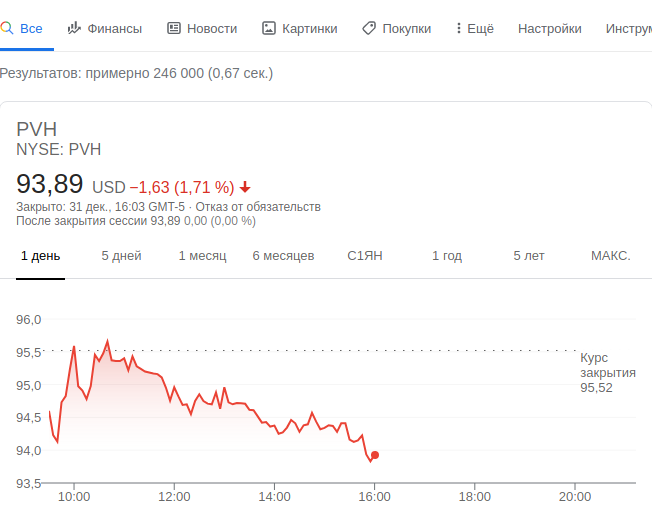 Все Финансы Новости Картинки Покупки Ещё Настройки
Результатов: примерно 246 000 (0,67 сек.)
PVH
NYSE: PVH
93,89 USD −1,63 (1,71 %)
Закрыто: 31 дек., 16:03 GMT-5 · Отказ от обязательств
После закрытия сессии 93,89 0,00 (0,00 %)
1 день 5 дней 1 месяц 6 месяцев С1ЯН 1 год 5 лет МАКС.
96,0
95,5
Курс
закрытия
95,52
95,0
94,5
94,0
93,5
10:00 12:00 14:00 16:00 18:00 20:00